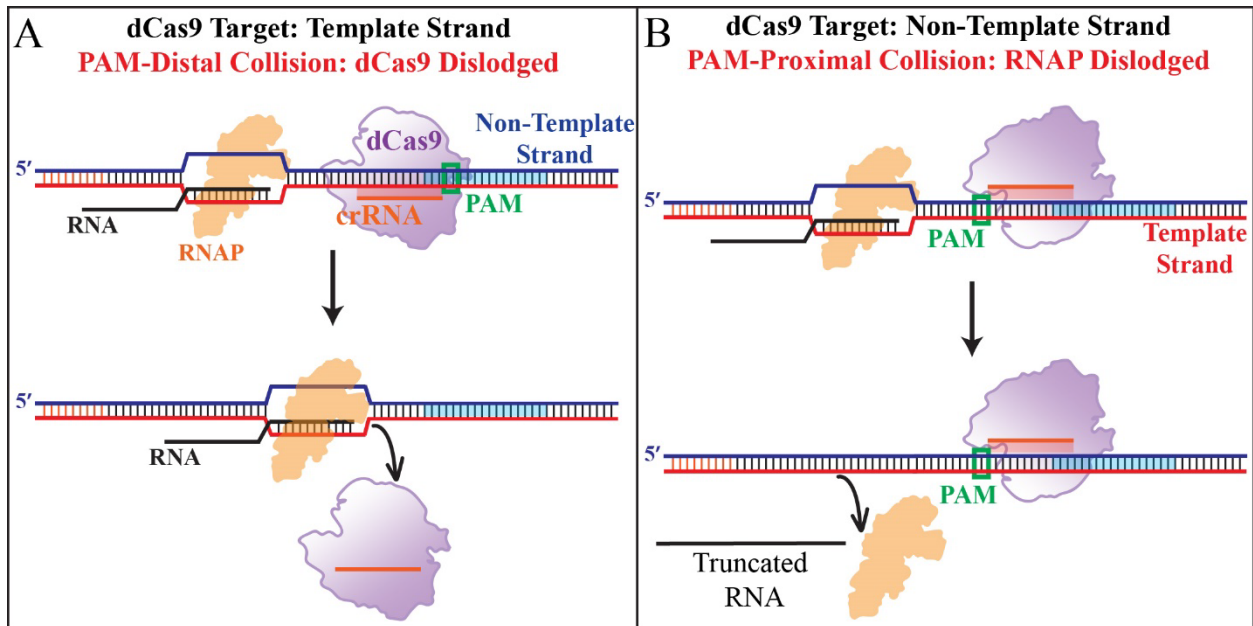 A
dCas9 Target: Template Strand
PAM-Distal Collision: dCas9 Dislodged
dCas9
Non-Template
Strand
5′
RNA
RNAP
crRNA
PAM
5′
RNA
B
dCas9 Target: Non-Template Strand
PAM-Proximal Collision: RNAP Dislodged
5′
PAM
Template
Strand
5′
PAM
Truncated
RNA